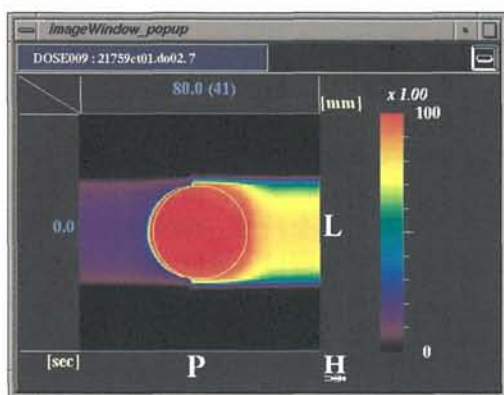 imageWindow_popup
DOSE009 : 21759ct01.do02. 7
80.0 (41)
[mm]
x 1.00
100
0.0
L
0
[sec]
P
H